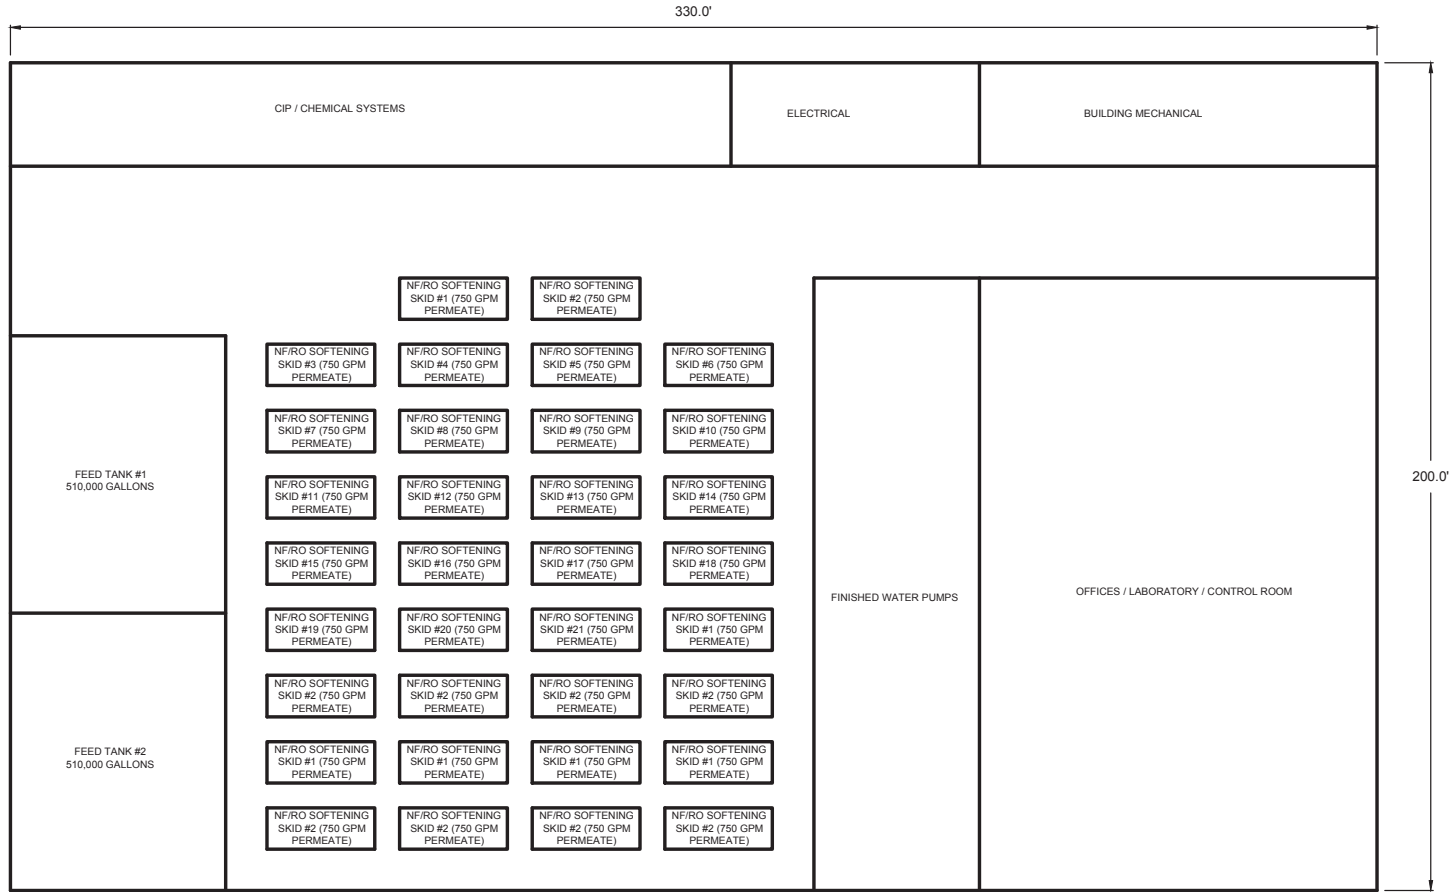 330.0'
CIP / CHEMICAL SYSTEMS
ELECTRICAL
BUILDING MECHANICAL
NF/RO SOFTENING
SKID #1 (750 GPM
PERMEATE)
NF/RO SOFTENING
SKID #2 (750 GPM
PERMEATE)
NF/RO SOFTENING
SKID #3 (750 GPM
PERMEATE)
NF/RO SOFTENING
SKID #4 (750 GPM
PERMEATE)
NF/RO SOFTENING
SKID #5 (750 GPM
PERMEATE)
NF/RO SOFTENING
SKID #6 (750 GPM
PERMEATE)
NF/RO SOFTENING
SKID #7 (750 GPM
PERMEATE)
NF/RO SOFTENING
SKID #8 (750 GPM
PERMEATE)
NF/RO SOFTENING
SKID #9 (750 GPM
PERMEATE)
NF/RO SOFTENING
SKID #10 (750 GPM
PERMEATE)
FEED TANK #1
510,000 GALLONS
NF/RO SOFTENING
SKID #11 (750 GPM
PERMEATE)
NF/RO SOFTENING
SKID #12 (750 GPM
PERMEATE)
NF/RO SOFTENING
SKID #13 (750 GPM
PERMEATE)
NF/RO SOFTENING
SKID #14 (750 GPM
PERMEATE)
200.0'
NF/RO SOFTENING
SKID #15 (750 GPM
PERMEATE)
NF/RO SOFTENING
SKID #16 (750 GPM
PERMEATE)
NF/RO SOFTENING
SKID #17 (750 GPM
PERMEATE)
NF/RO SOFTENING
SKID #18 (750 GPM
PERMEATE)
FINISHED WATER PUMPS
OFFICES / LABORATORY / CONTROL ROOM
NF/RO SOFTENING
SKID #19 (750 GPM
PERMEATE)
NF/RO SOFTENING
SKID #20 (750 GPM
PERMEATE)
NF/RO SOFTENING
SKID #21 (750 GPM
PERMEATE)
NF/RO SOFTENING
SKID #1 (750 GPM
PERMEATE)
NF/RO SOFTENING
SKID #2 (750 GPM
PERMEATE)
NF/RO SOFTENING
SKID #2 (750 GPM
PERMEATE)
NF/RO SOFTENING
SKID #2 (750 GPM
PERMEATE)
NF/RO SOFTENING
SKID #2 (750 GPM
PERMEATE)
FEED TANK #2
510,000 GALLONS
NF/RO SOFTENING
SKID #1 (750 GPM
PERMEATE)
NF/RO SOFTENING
SKID #1 (750 GPM
PERMEATE)
NF/RO SOFTENING
SKID #1 (750 GPM
PERMEATE)
NF/RO SOFTENING
SKID #1 (750 GPM
PERMEATE)
NF/RO SOFTENING
SKID #2 (750 GPM
PERMEATE)
NF/RO SOFTENING
SKID #2 (750 GPM
PERMEATE)
NF/RO SOFTENING
SKID #2 (750 GPM
PERMEATE)
NF/RO SOFTENING
SKID #2 (750 GPM
PERMEATE)